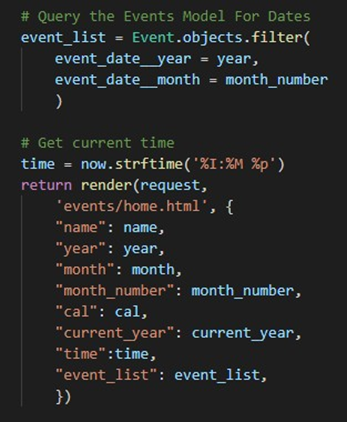 # Query the Events Model For Dates
event_list = Event.objects.filter(
    event_date__year = year,
    event_date__month = month_number
    )

# Get current time
time = now.strftime('%I:%M %p')
return render(request,
    'events/home.html', {
    "name": name,
    "year": year,
    "month": month,
    "month_number": month_number,
    "cal": cal,
    "current_year": current_year,
    "time":time,
    "event_list": event_list,
    })